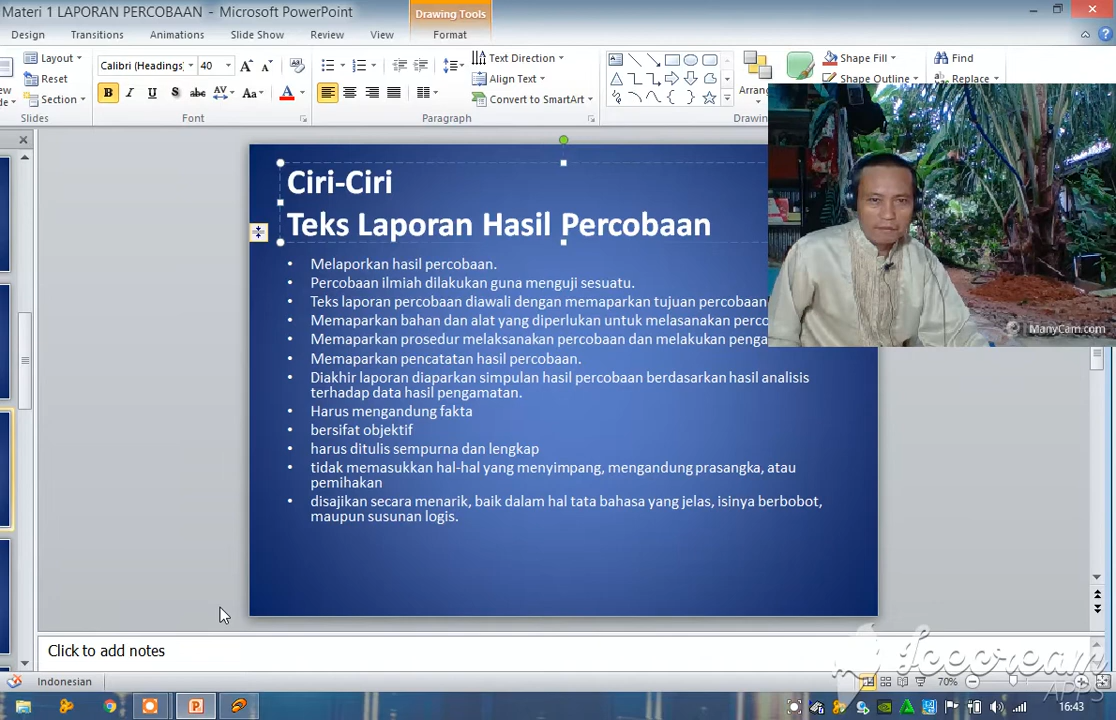 Materi 1 LAPORAN PERCOBAAN - Microsoft PowerPoint
Drawing Tools
Design Transitions Animations Slide Show Review View Format
Layout
Calibri (Headings) 40
Text Direction
Shape Fill
Find
Reset
Align Text
Shape Outline
Replace
Section
B I U S abc AV Aa A
Convert to SmartArt
Arrang
Slides Font Paragraph Drawin
Ciri-Ciri
Teks Laporan Hasil Percobaan
• Melaporkan hasil percobaan.
• Percobaan ilmiah dilakukan guna menguji sesuatu.
• Teks laporan percobaan diawali dengan memaparkan tujuan percobaan
• Memaparkan bahan dan alat yang diperlukan untuk melasanakan perco
• Memaparkan prosedur melaksanakan percobaan dan melakukan penga
• Memaparkan pencatatan hasil percobaan.
• Diakhir laporan diaparkan simpulan hasil percobaan berdasarkan hasil analisis
terhadap data hasil pengamatan.
• Harus mengandung fakta
• bersifat objektif
• harus ditulis sempurna dan lengkap
• tidak memasukkan hal-hal yang menyimpang, mengandung prasangka, atau
pemihakan
• disajikan secara menarik, baik dalam hal tata bahasa yang jelas, isinya berbobot,
maupun susunan logis.
ManyCam.com
Click to add notes
Icecream
APPS
Indonesian
70%
16:43